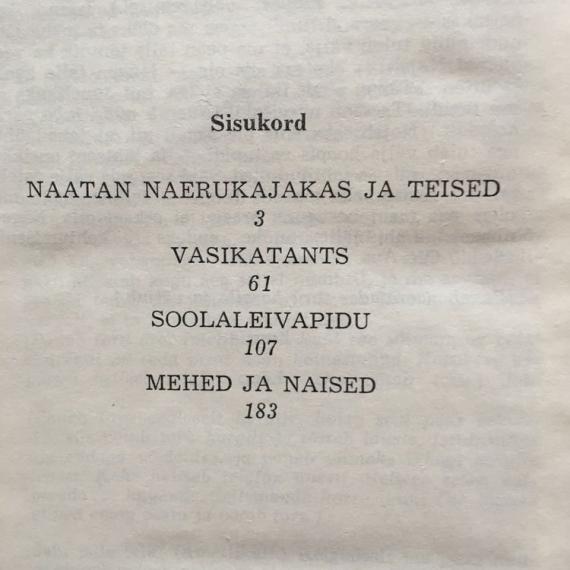 Sisukord
NAATAN NAERUKAJAKAS JA TEISED
3
VASIKATANTS
61
SOOLALEIVAPIDU
107
MEHED JA NAISED
183